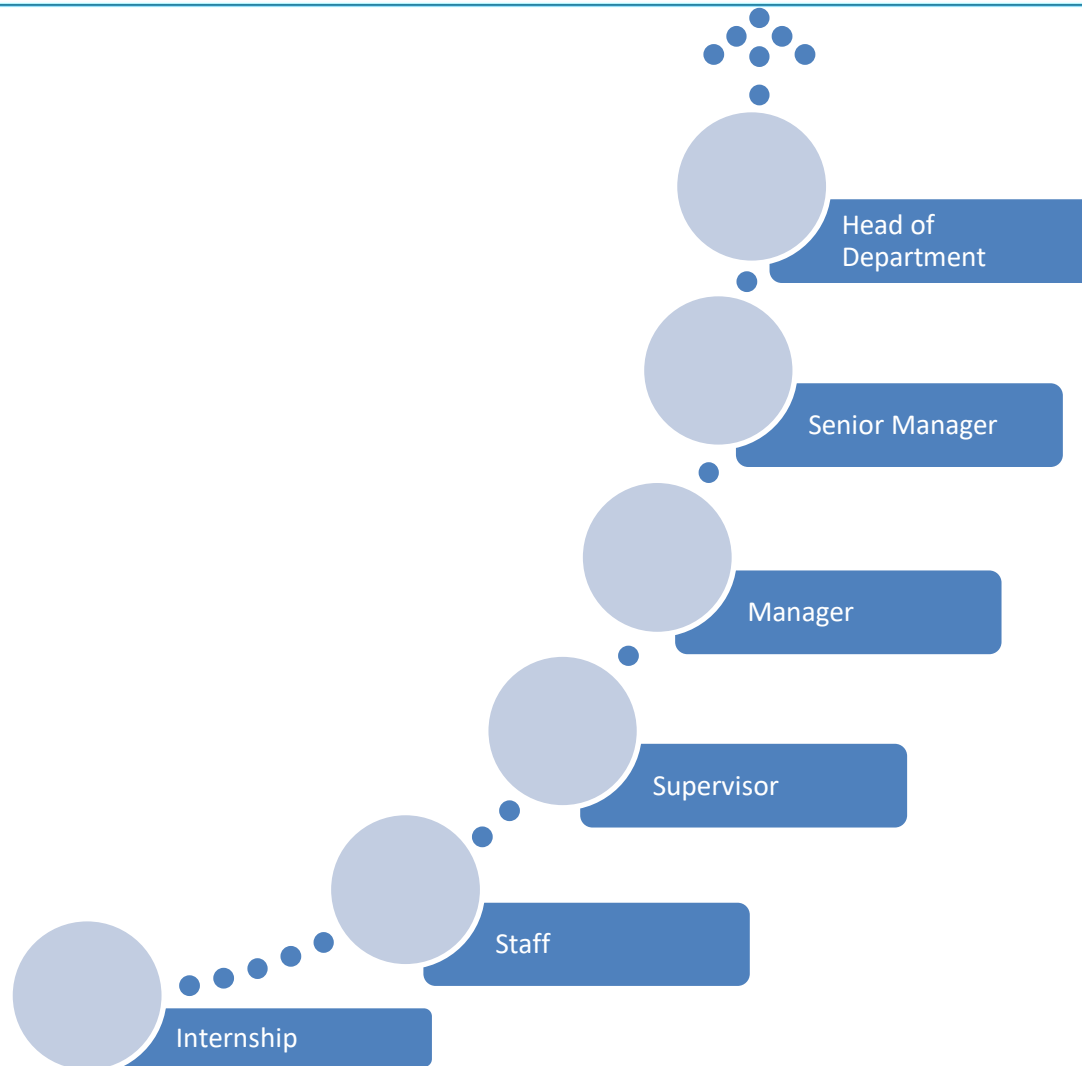 Head of
Department
Senior Manager
Manager
Supervisor
Staff
Internship